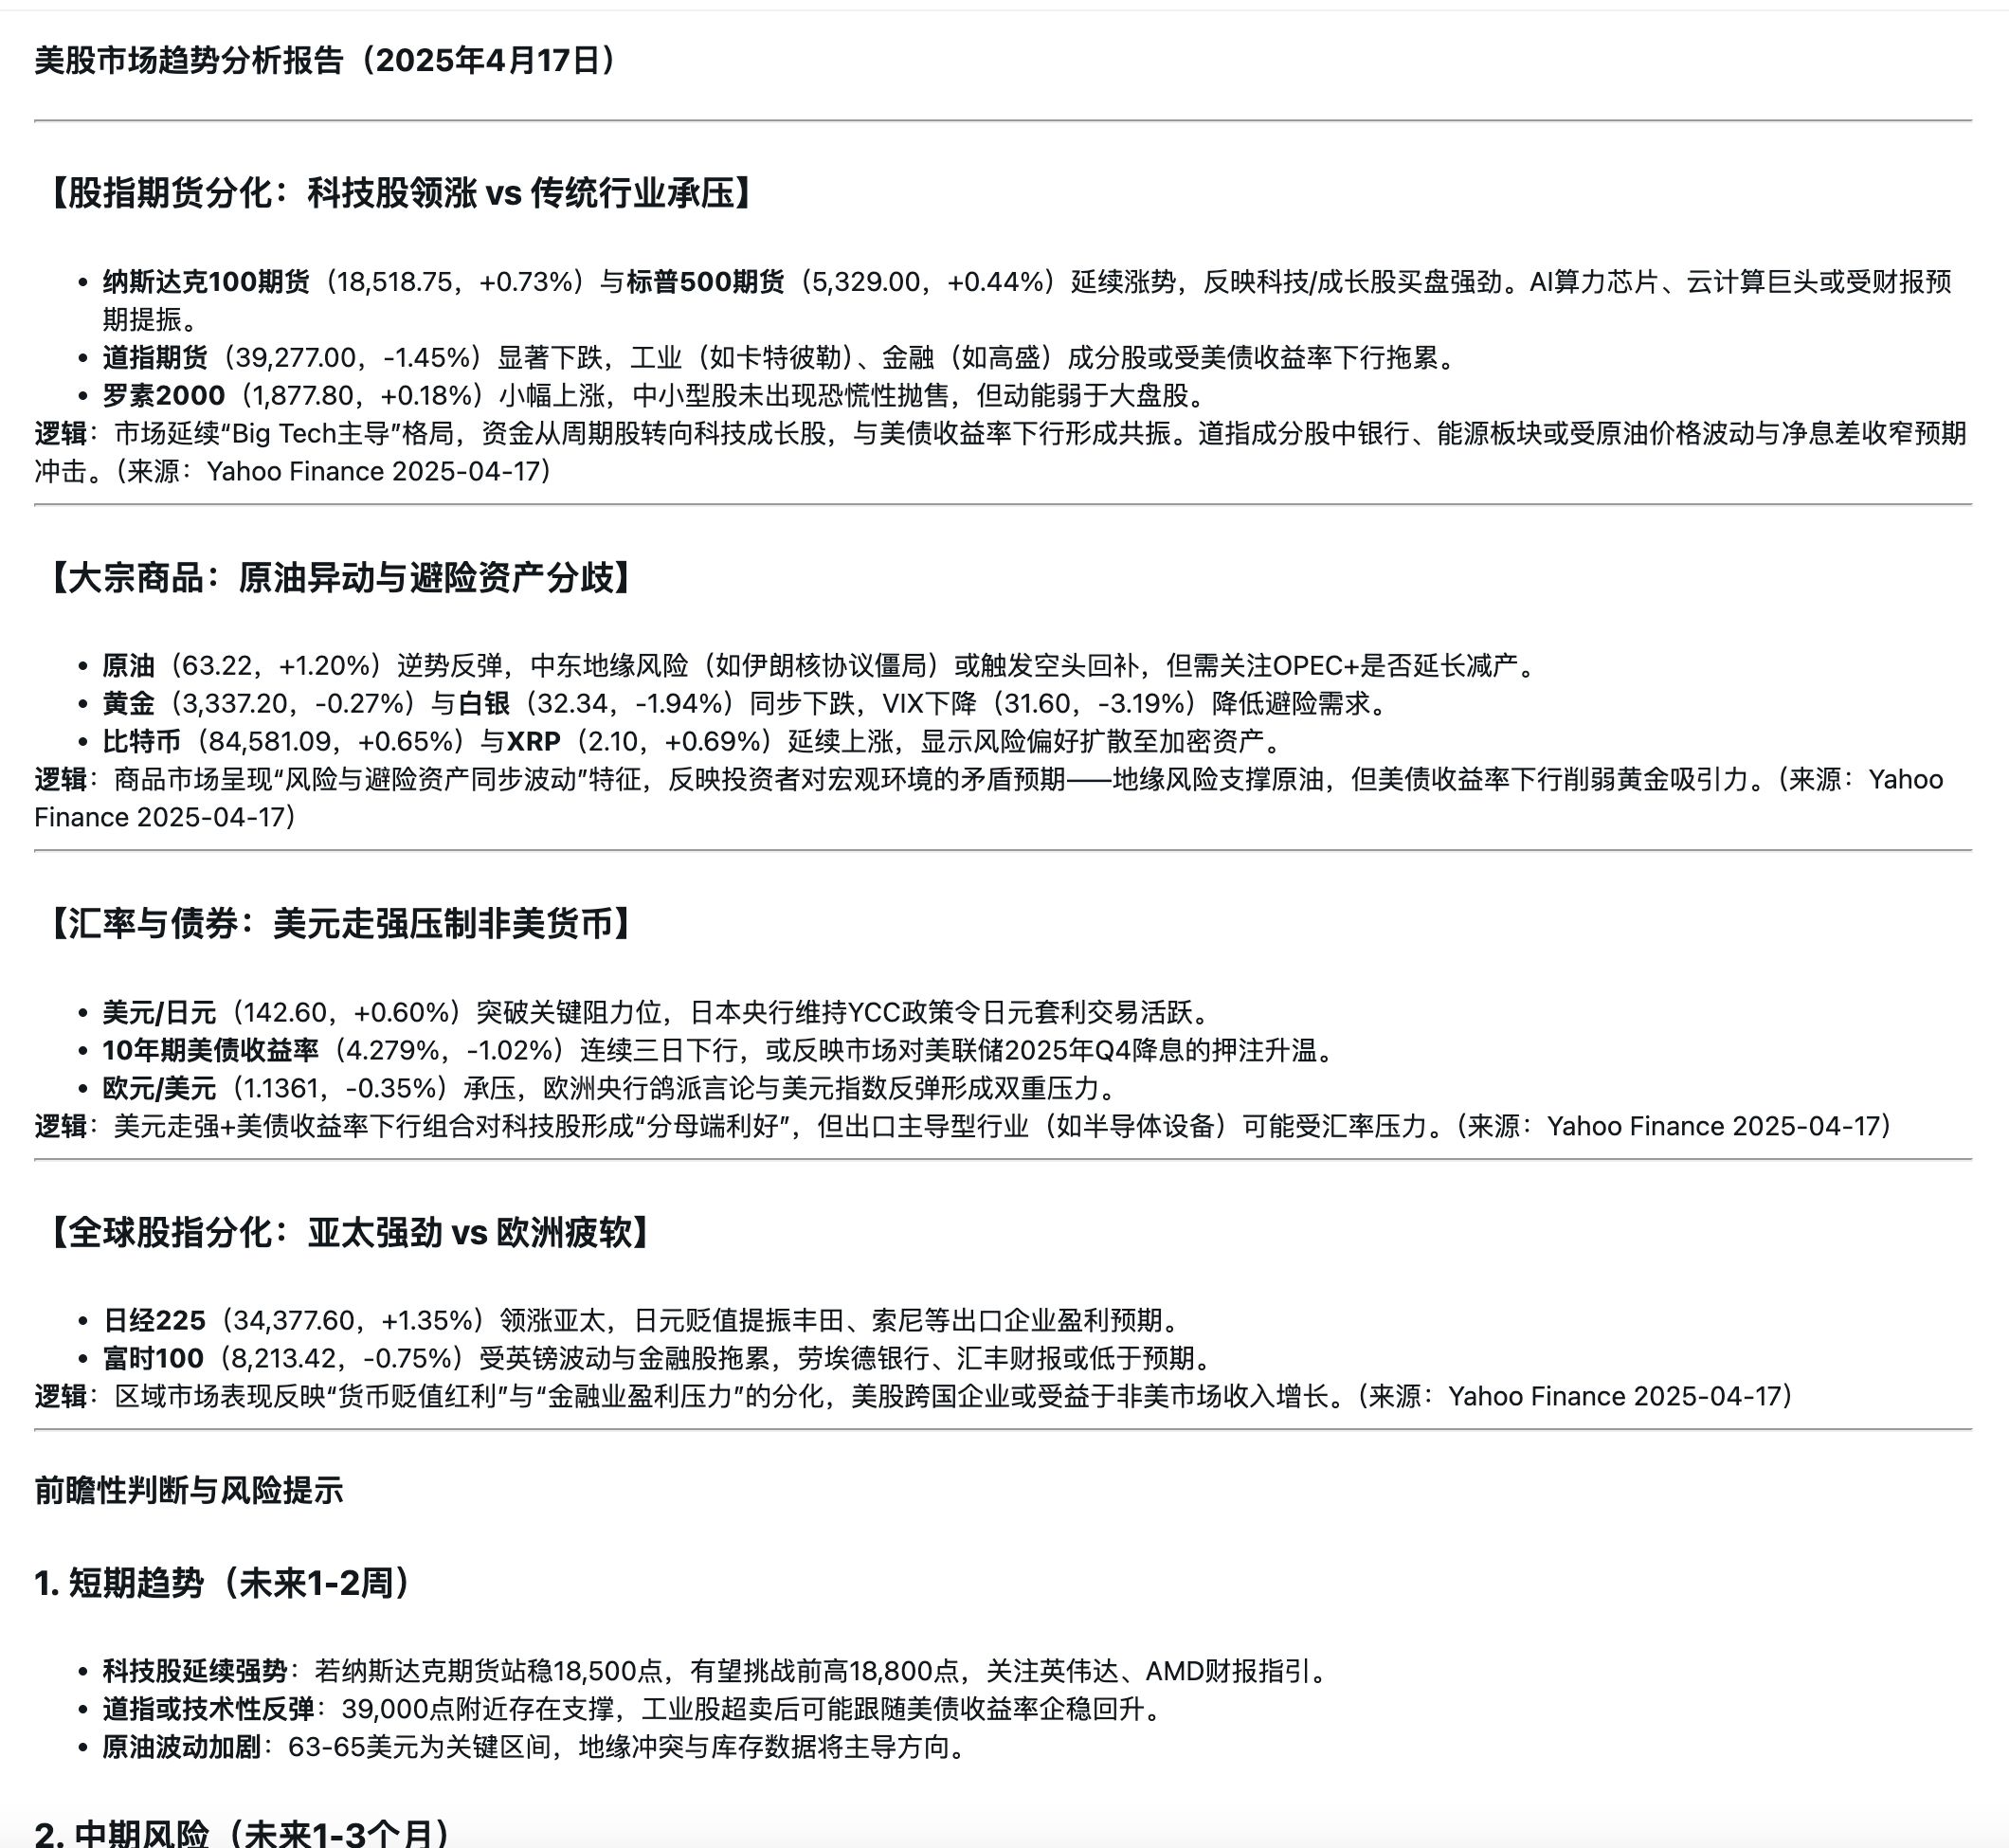 美股市场趋势分析报告（2025年4月17日）
【股指期货分化：科技股领涨 vs 传统行业承压】
• 纳斯达克100期货（18,518.75，+0.73%）与标普500期货（5,329.00，+0.44%）延续涨势，反映科技/成长股买盘强劲。AI算力芯片、云计算巨头或受财报预
期提振。
• 道指期货（39,277.00，-1.45%）显著下跌，工业（如卡特彼勒）、金融（如高盛）成分股或受美债收益率下行拖累。
• 罗素2000（1,877.80，+0.18%）小幅上涨，中小型股未出现恐慌性抛售，但动能弱于大盘股。
逻辑：市场延续“Big Tech主导”格局，资金从周期股转向科技成长股，与美债收益率下行形成共振。道指成分股中银行、能源板块或受原油价格波动与净息差收窄预期
冲击。（来源：Yahoo Finance 2025-04-17）
【大宗商品：原油异动与避险资产分歧】
• 原油（63.22，+1.20%）逆势反弹，中东地缘风险（如伊朗核协议僵局）或触发空头回补，但需关注OPEC+是否延长减产。
• 黄金（3,337.20，-0.27%）与白银（32.34，-1.94%）同步下跌，VIX下降（31.60，-3.19%）降低避险需求。
• 比特币（84,581.09，+0.65%）与XRP（2.10，+0.69%）延续上涨，显示风险偏好扩散至加密资产。
逻辑：商品市场呈现“风险与避险资产同步波动”特征，反映投资者对宏观环境的矛盾预期——地缘风险支撑原油，但美债收益率下行削弱黄金吸引力。（来源：Yahoo
Finance 2025-04-17）
【汇率与债券：美元走强压制非美货币】
• 美元/日元（142.60，+0.60%）突破关键阻力位，日本央行维持YCC政策令日元套利交易活跃。
• 10年期美债收益率（4.279%，-1.02%）连续三日下行，或反映市场对美联储2025年Q4降息的押注升温。
• 欧元/美元（1.1361，-0.35%）承压，欧洲央行鸽派言论与美元指数反弹形成双重压力。
逻辑：美元走强+美债收益率下行组合对科技股形成“分母端利好”，但出口主导型行业（如半导体设备）可能受汇率压力。（来源：Yahoo Finance 2025-04-17）
【全球股指分化：亚太强劲 vs 欧洲疲软】
• 日经225（34,377.60，+1.35%）领涨亚太，日元贬值提振丰田、索尼等出口企业盈利预期。
• 富时100（8,213.42，-0.75%）受英镑波动与金融股拖累，劳埃德银行、汇丰财报或低于预期。
逻辑：区域市场表现反映“货币贬值红利”与“金融业盈利压力”的分化，美股跨国企业或受益于非美市场收入增长。（来源：Yahoo Finance 2025-04-17）
前瞻性判断与风险提示
1. 短期趋势（未来1-2周）
• 科技股延续强势：若纳斯达克期货站稳18,500点，有望挑战前高18,800点，关注英伟达、AMD财报指引。
• 道指或技术性反弹：39,000点附近存在支撑，工业股超卖后可能跟随美债收益率企稳回升。
• 原油波动加剧：63-65美元为关键区间，地缘冲突与库存数据将主导方向。
2. 中期风险（未来1-3个月）